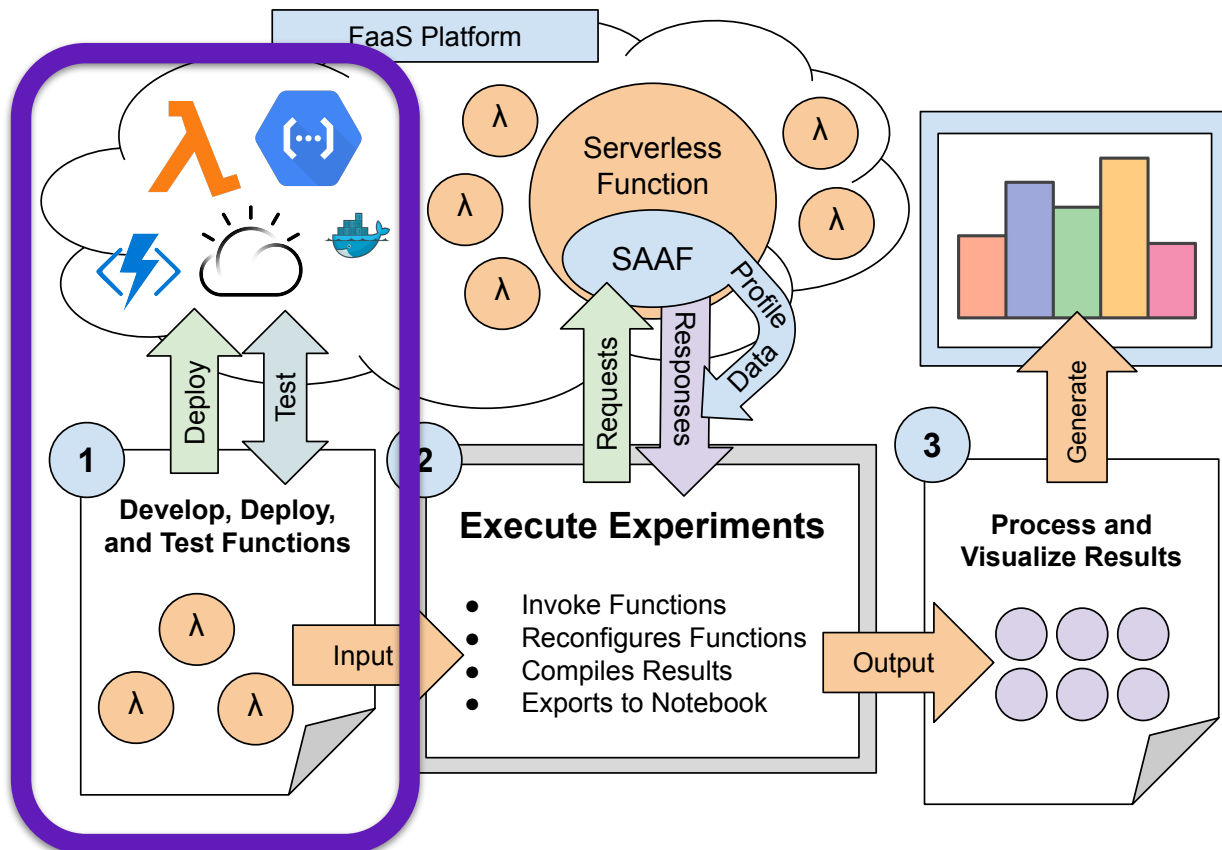 FaaS Platform
λ
λ
λ
λ
λ
Serverless
Function
SAAF
Profile
Data
Deploy
Test
Requests
Responses
Generate
1
Develop, Deploy,
and Test Functions
λ
λ
λ
Input
2
Execute Experiments
● Invoke Functions
● Reconfigures Functions
● Compiles Results
● Exports to Notebook
Output
3
Process and
Visualize Results